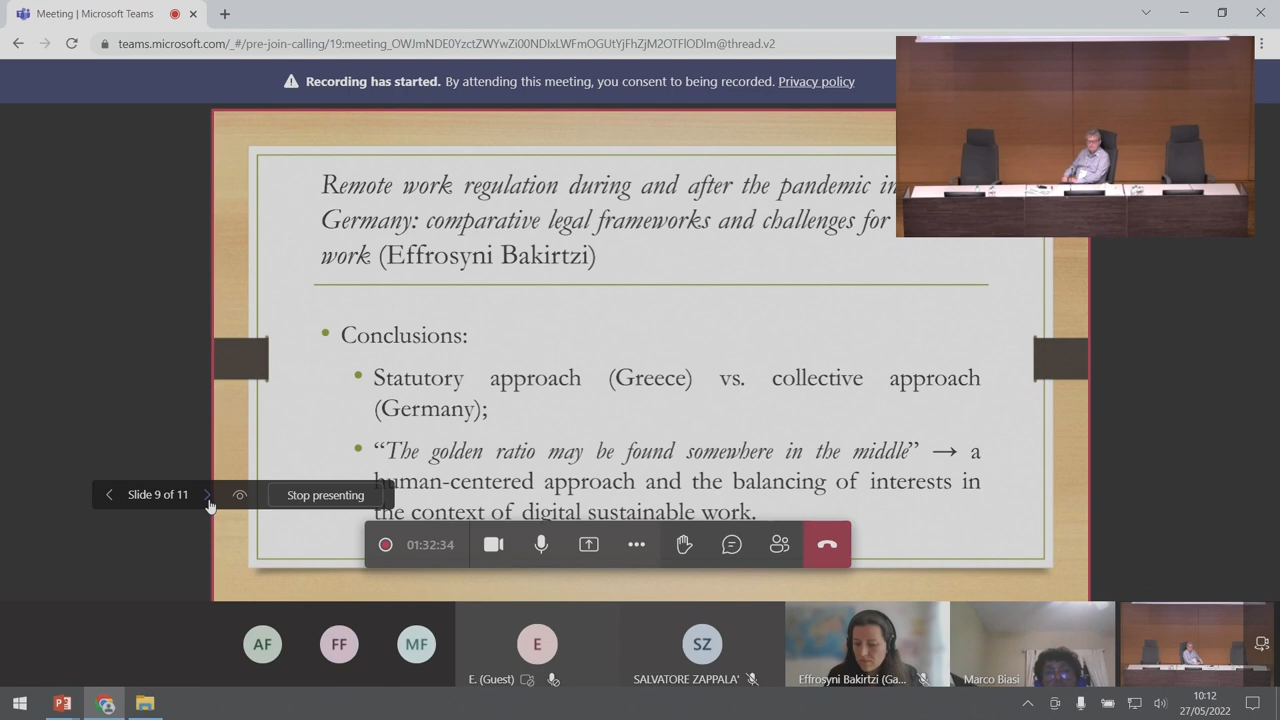 Meeting | Microsoft Teams
teams.microsoft.com/_#/pre-join-calling/19:meeting_OWJmNDE0YzctZWYwZi00NDIxLWFmOGUtYjFhZjM2OTFlODlm@thread.v2
Recording has started. By attending this meeting, you consent to being recorded. Privacy policy
Remote work regulation during and after the pandemic in
Germany: comparative legal frameworks and challenges for
work (Effrosyni Bakirtzi)
• Conclusions:
• Statutory approach (Greece) vs. collective approach
(Germany);
• “The golden ratio may be found somewhere in the middle” → a
human-centered approach and the balancing of interests in
the context of digital sustainable work.
Slide 9 of 11
Stop presenting
01:32:34
AF
FF
MF
E
SZ
E. (Guest)
SALVATORE ZAPPALA'
Effrosyni Bakirtzi (Ga...
Marco Biasi
10:12
27/05/2022